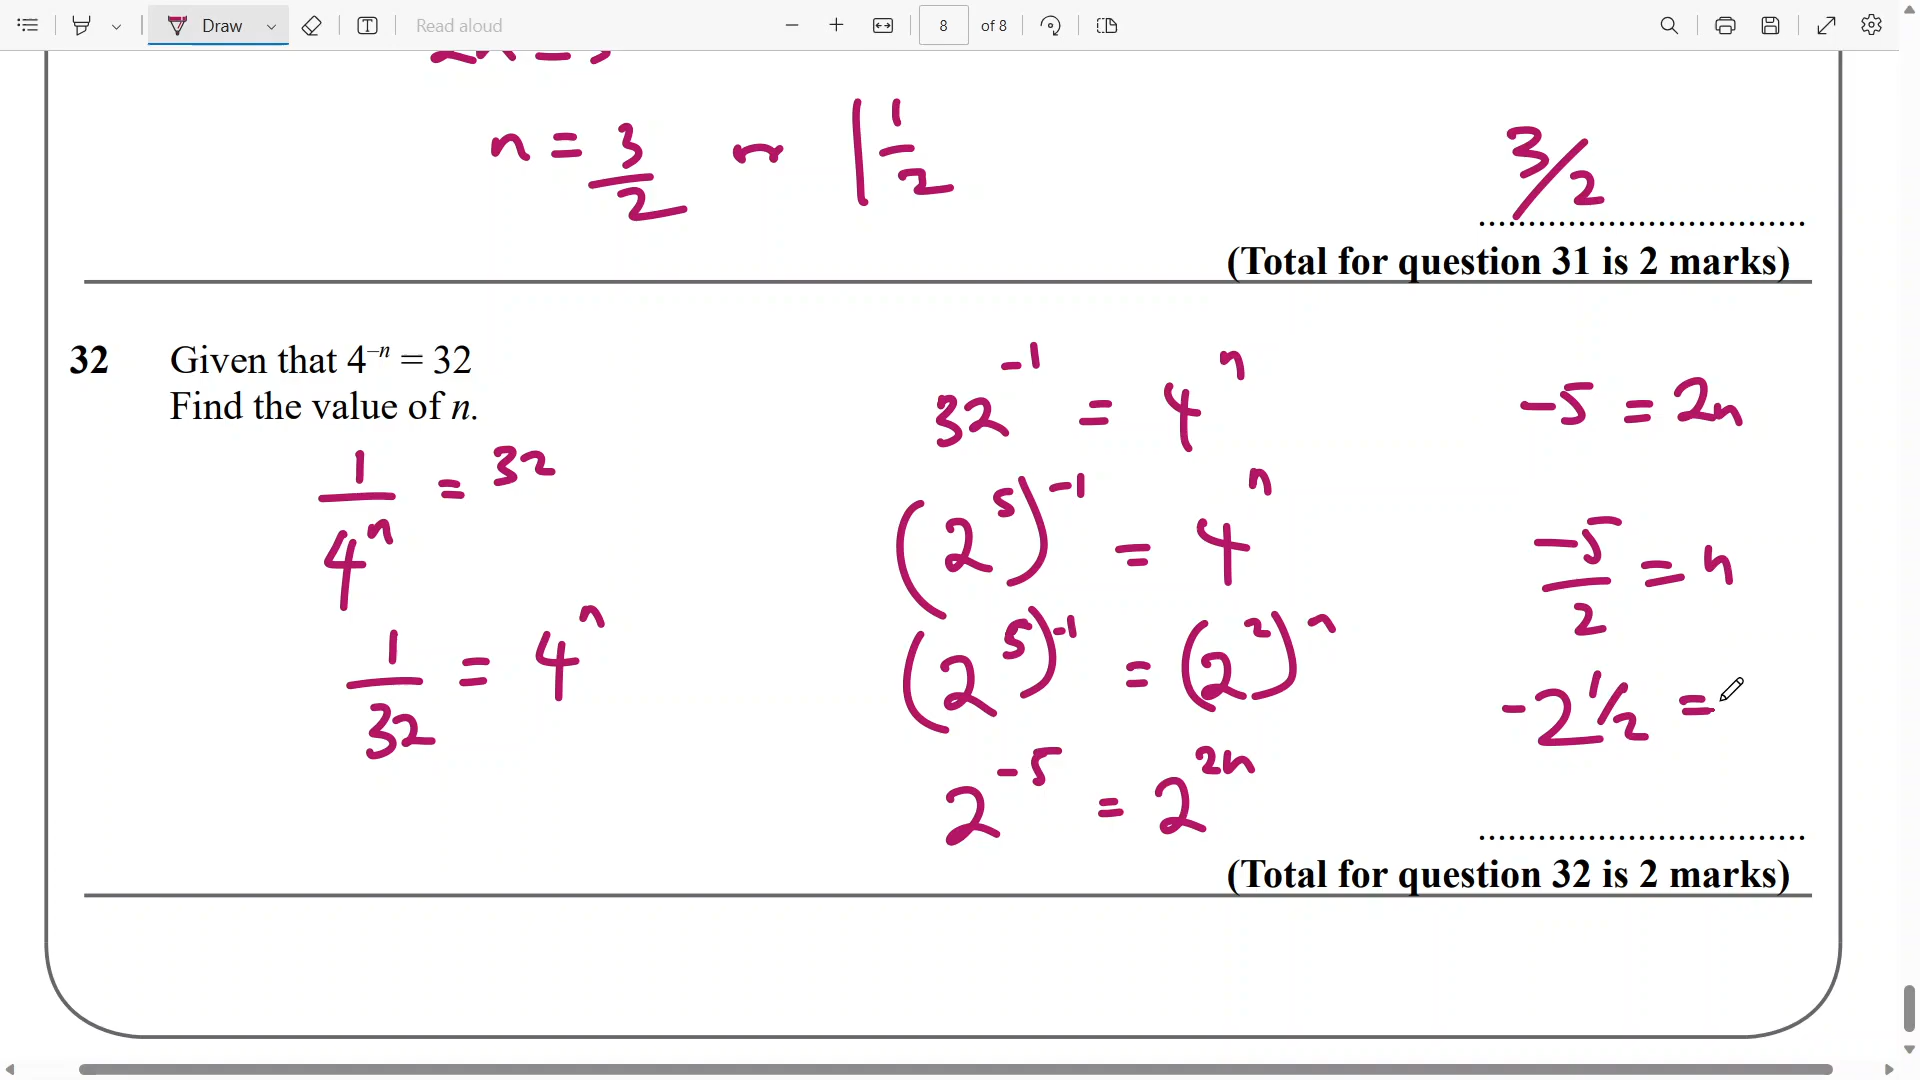 Draw Read aloud 8 of 8
n = 3/2 or 1 1/2
3/2
(Total for question 31 is 2 marks)
32 Given that 4⁻ⁿ = 32
Find the value of n.
1/4ⁿ = 32
1/32 = 4ⁿ
32⁻¹ = 4ⁿ
(2⁵)⁻¹ = 4ⁿ
(2⁵)⁻¹ = (2²)ⁿ
2⁻⁵ = 2²ⁿ
-5 = 2n
-5/2 = n
-2 1/2 =
(Total for question 32 is 2 marks)